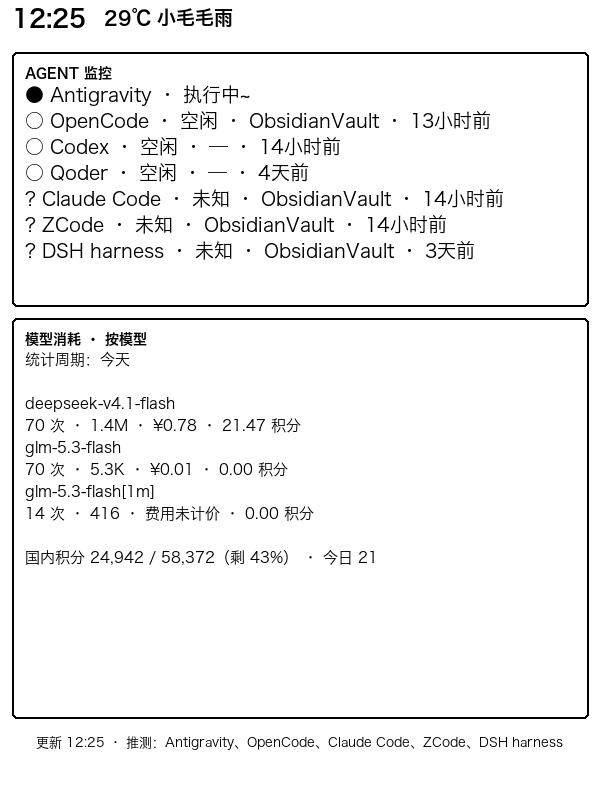 12:25 29℃ 小毛毛雨
AGENT 监控
● Antigravity · 执行中~
○ OpenCode · 空闲 · ObsidianVault · 13小时前
○ Codex · 空闲 · — · 14小时前
○ Qoder · 空闲 · — · 4天前
? Claude Code · 未知 · ObsidianVault · 14小时前
? ZCode · 未知 · ObsidianVault · 14小时前
? DSH harness · 未知 · ObsidianVault · 3天前
模型消耗 · 按模型
统计周期：今天
deepseek-v4.1-flash
70 次 · 1.4M · ¥0.78 · 21.47 积分
glm-5.3-flash
70 次 · 5.3K · ¥0.01 · 0.00 积分
glm-5.3-flash[1m]
14 次 · 416 · 费用未计价 · 0.00 积分
国内积分 24,942 / 58,372（剩 43%） · 今日 21
更新 12:25 · 推测：Antigravity、OpenCode、Claude Code、ZCode、DSH harness